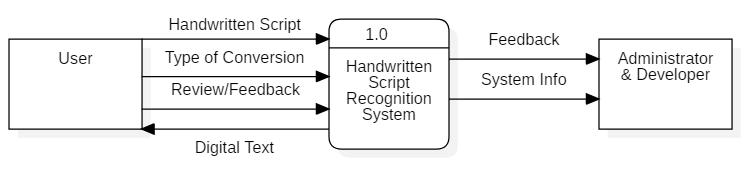 Handwritten Script
1.0
User
Type of Conversion
Review/Feedback
Digital Text
Handwritten
Script
Recognition
System
Feedback
System Info
Administrator
& Developer